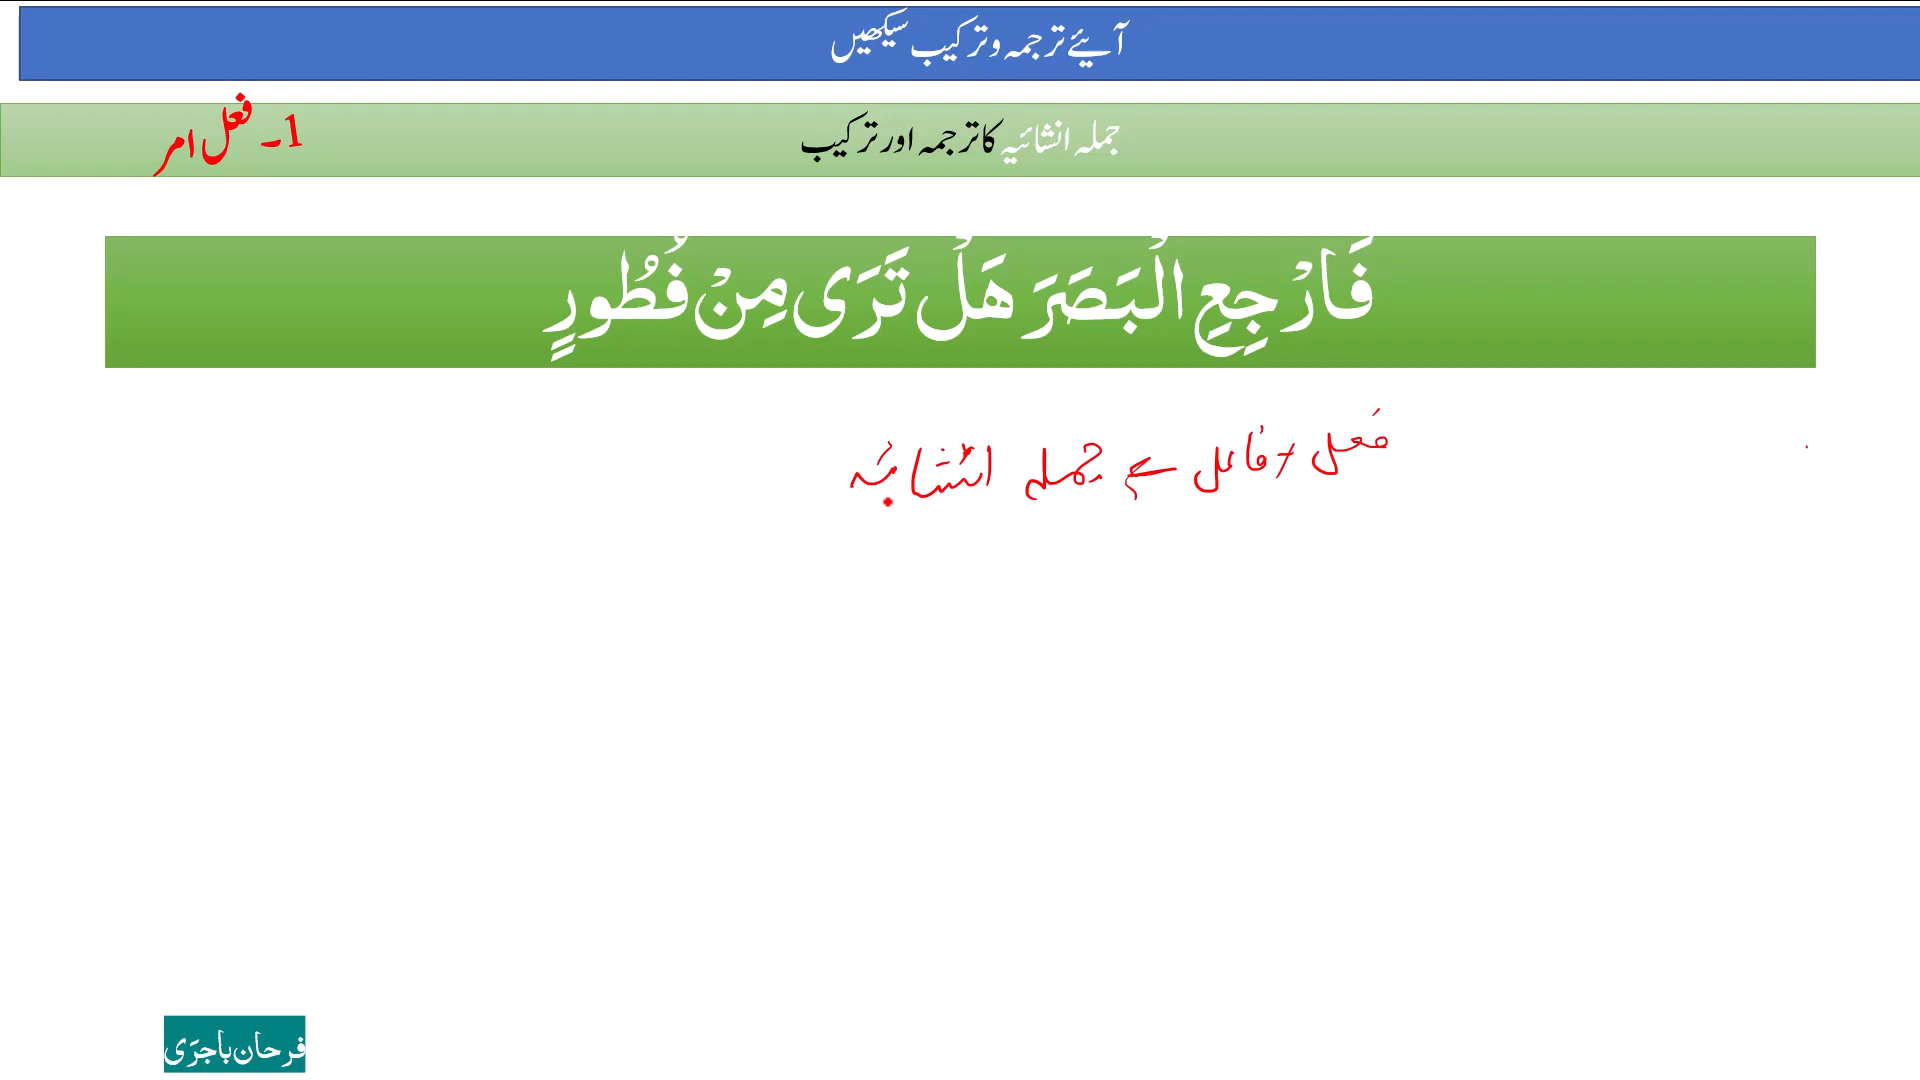 آیئے ترجمہ و ترکیب سیکھیں
جملہ انشائیہ کا ترجمہ اور ترکیب
1۔ فعل امر
فَارْجِعِ الْبَصَرَ هَلْ تَرَى مِنْ فُطُورٍ
فعل + فاعل سے جملہ انشائیہ
فرحان باجرَی